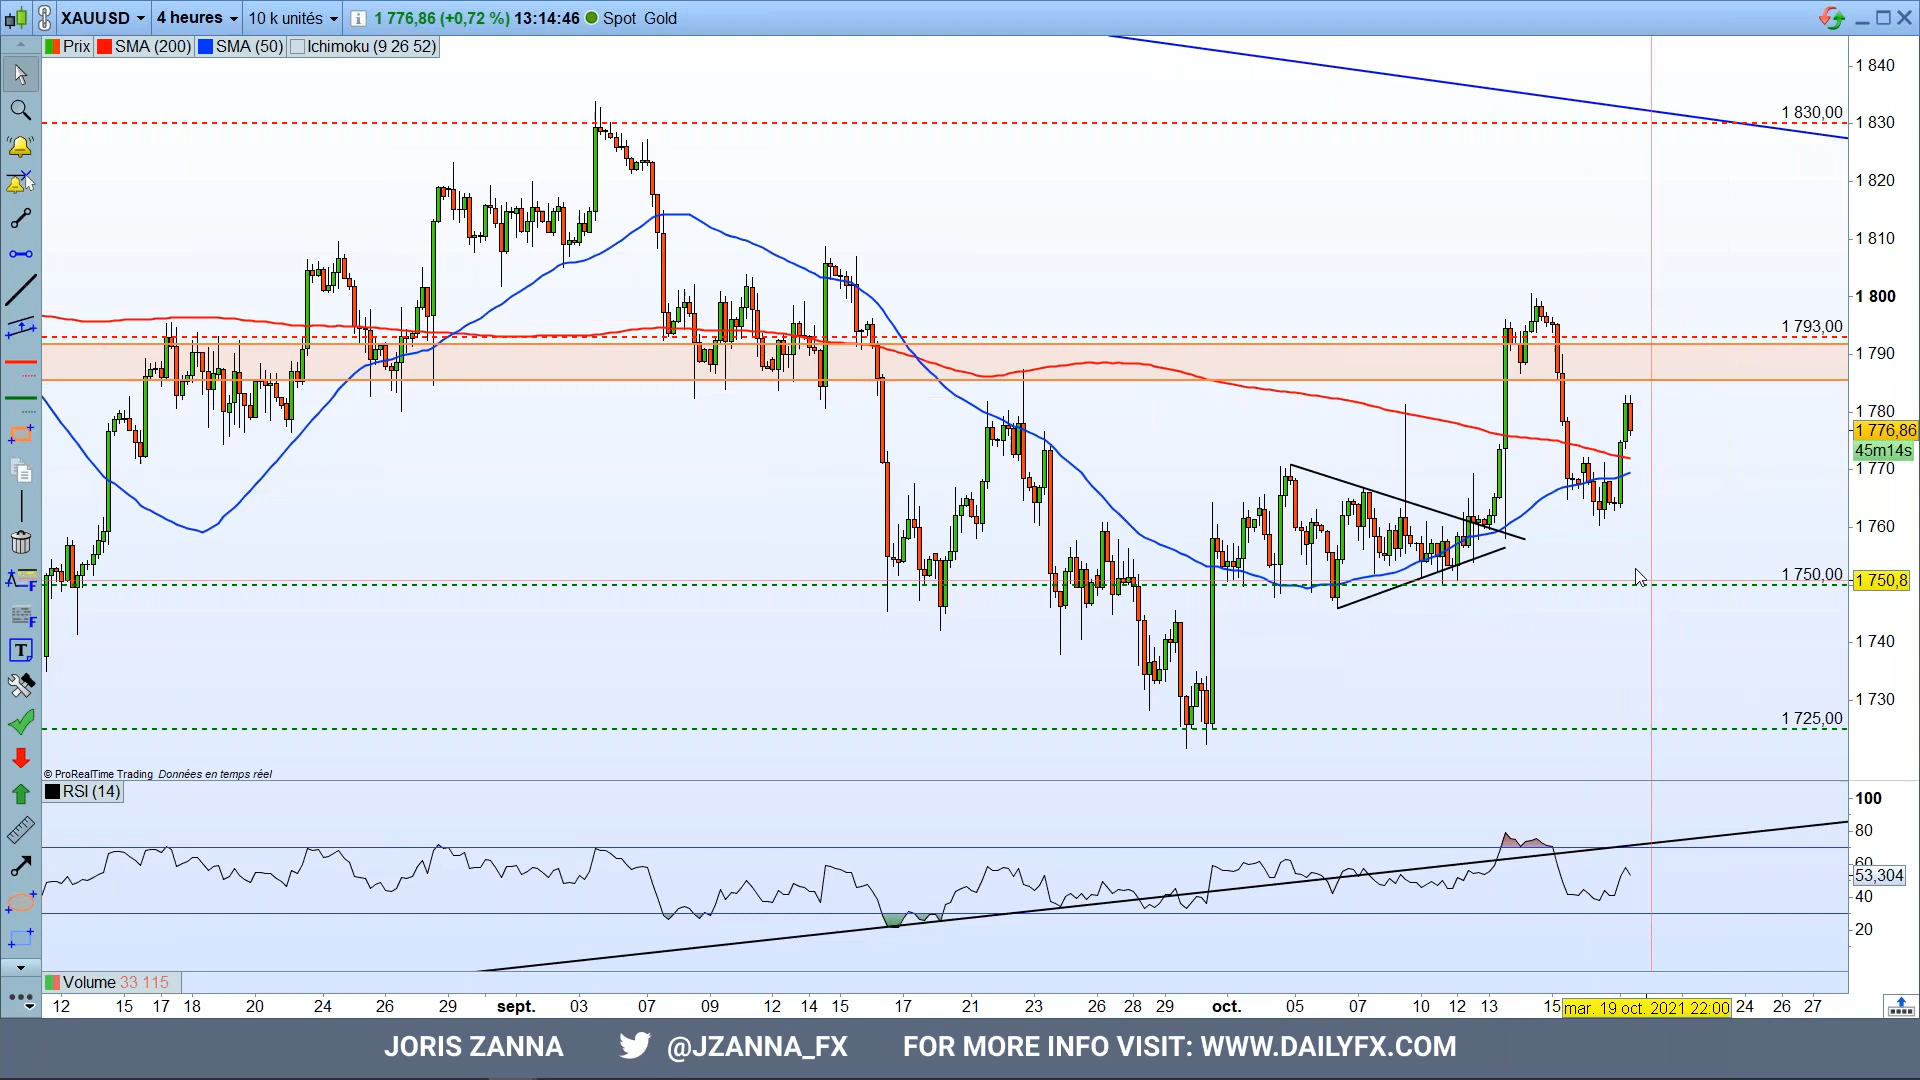 XAUUSD 4 heures 10 k unités 1 776,86 (+0,72 %) 13:14:46 Spot Gold
Prix SMA (200) SMA (50) Ichimoku (9 26 52)
1 840
1 830,00
1 830
1 820
1 810
1 800
1 793,00
1 790
1 780
1 776,86
45m14s
1 770
1 760
1 750,00
1 750,8
1 740
1 730
1 725,00
© ProRealTime Trading Données en temps réel
RSI (14)
100
80
60
53,304
40
20
Volume 33 115
12 15 17 18 20 24 26 29 sept. 03 07 09 12 14 15 17 21 23 26 28 29 oct. 05 07 10 12 13 15 mar. 19 oct. 2021 22:00 24 26 27
JORIS ZANNA @JZANNA_FX FOR MORE INFO VISIT: WWW.DAILYFX.COM